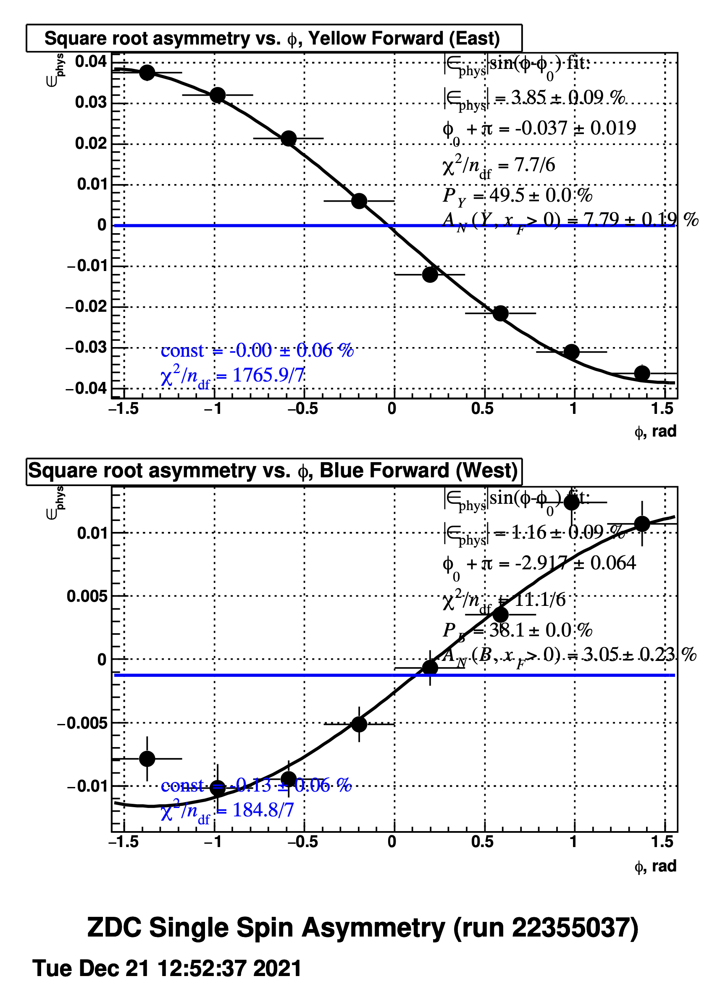 Square root asymmetry vs. ϕ, Yellow Forward (East)
∈phys
0.04
0.03
0.02
0.01
0
−0.01
−0.02
−0.03
−0.04
|∈phys|sin(ϕ-ϕ0) fit:
|∈phys| = 3.85 ± 0.09 %
ϕ0 + π = -0.037 ± 0.019
χ2/ndf = 7.7/6
PY = 49.5 ± 0.0 %
AN(Y, xF> 0) = 7.79 ± 0.19 %
const = -0.00 ± 0.06 %
χ2/ndf = 1765.9/7
−1.5 −1 −0.5 0 0.5 1 1.5
ϕ, rad
Square root asymmetry vs. ϕ, Blue Forward (West)
∈phys
0.01
0.005
0
−0.005
−0.01
|∈phys|sin(ϕ-ϕ0) fit:
|∈phys| = 1.16 ± 0.09 %
ϕ0 + π = -2.917 ± 0.064
χ2/ndf = 11.1/6
PB = 38.1 ± 0.0 %
AN(B, xF> 0) = 3.05 ± 0.23 %
const = -0.13 ± 0.06 %
χ2/ndf = 184.8/7
−1.5 −1 −0.5 0 0.5 1 1.5
ϕ, rad
ZDC Single Spin Asymmetry (run 22355037)
Tue Dec 21 12:52:37 2021